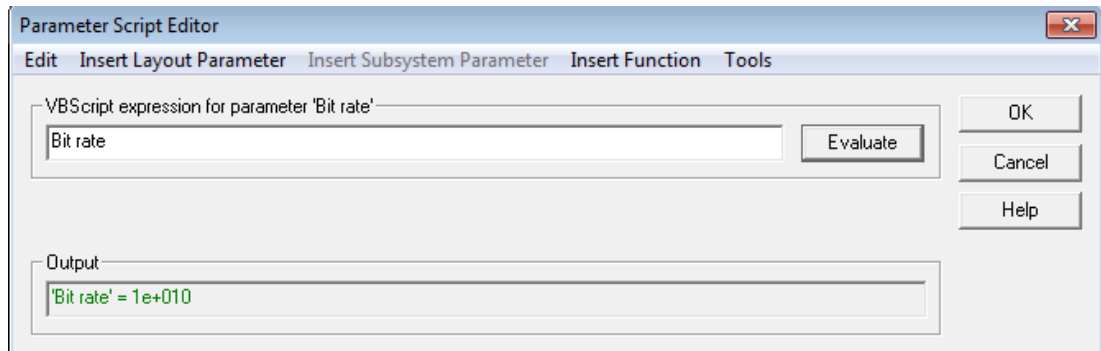 Parameter Script Editor
Edit Insert Layout Parameter Insert Subsystem Parameter Insert Function Tools
VBScript expression for parameter 'Bit rate'
Bit rate
Evaluate
OK
Cancel
Help
Output
'Bit rate' = 1e+010